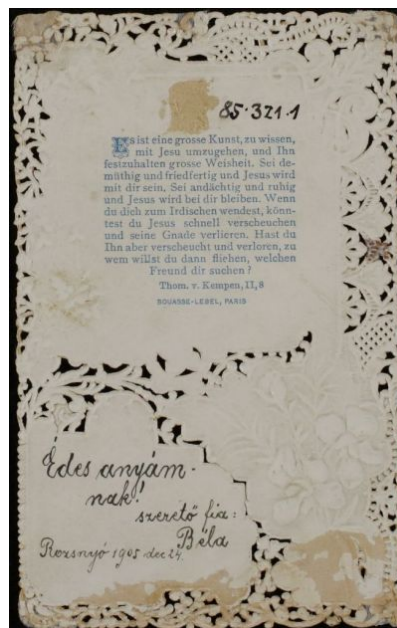 85.321.1
Es ist eine grosse Kunst, zu wissen,
mit Jesu umzugehen, und Ihn
festzuhalten grosse Weisheit. Sei de-
müthig und friedfertig und Jesus wird
mit dir sein. Sei andächtig und ruhig
und Jesus wird bei dir bleiben. Wenn
du dich zum Irdischen wendest, könn-
test du Jesus schnell verscheuchen
und seine Gnade verlieren. Hast du
Ihn aber verscheucht und verloren, zu
wem willst du dann fliehen, welchen
Freund dir suchen?
Thom. v. Kempen, II, 8
BOUASSE-LEBEL, PARIS
Édes anyám-
nak!
szerető fia:
Béla
Rozsnyó 1905 dec 24.